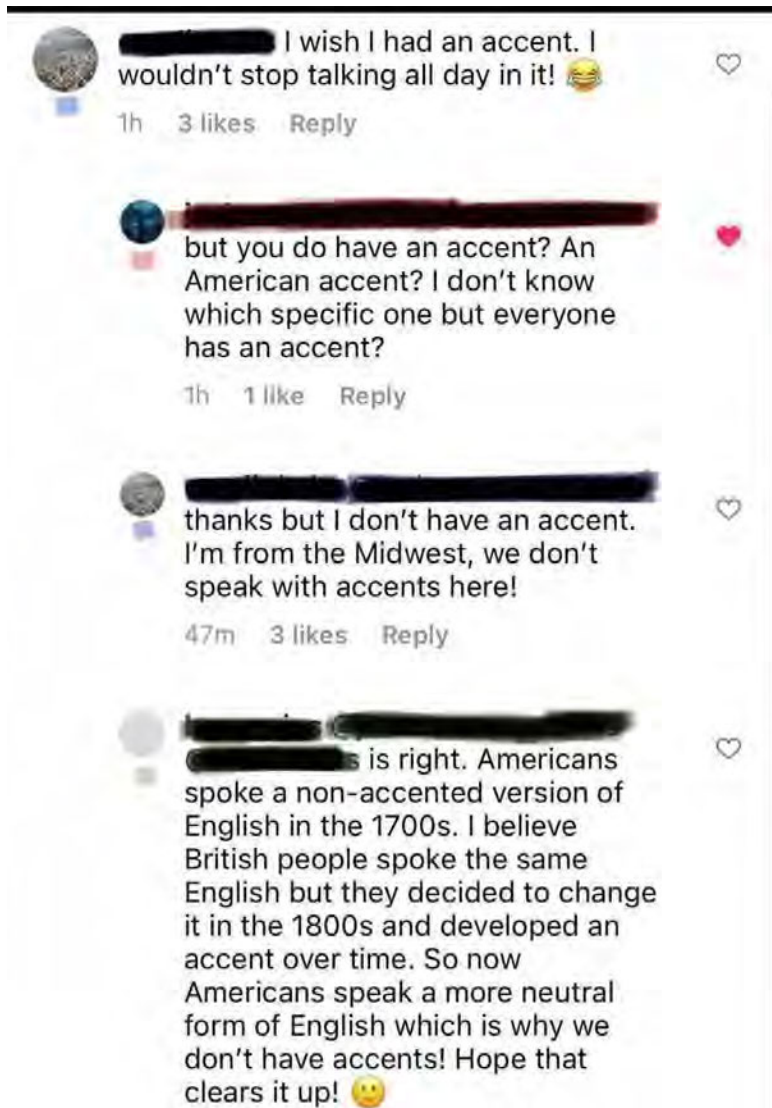 I wish I had an accent. I
wouldn't stop talking all day in it! 😂
1h 3 likes Reply
but you do have an accent? An
American accent? I don't know
which specific one but everyone
has an accent?
1h 1 like Reply
thanks but I don't have an accent.
I'm from the Midwest, we don't
speak with accents here!
47m 3 likes Reply
s is right. Americans
spoke a non-accented version of
English in the 1700s. I believe
British people spoke the same
English but they decided to change
it in the 1800s and developed an
accent over time. So now
Americans speak a more neutral
form of English which is why we
don't have accents! Hope that
clears it up! 🙂